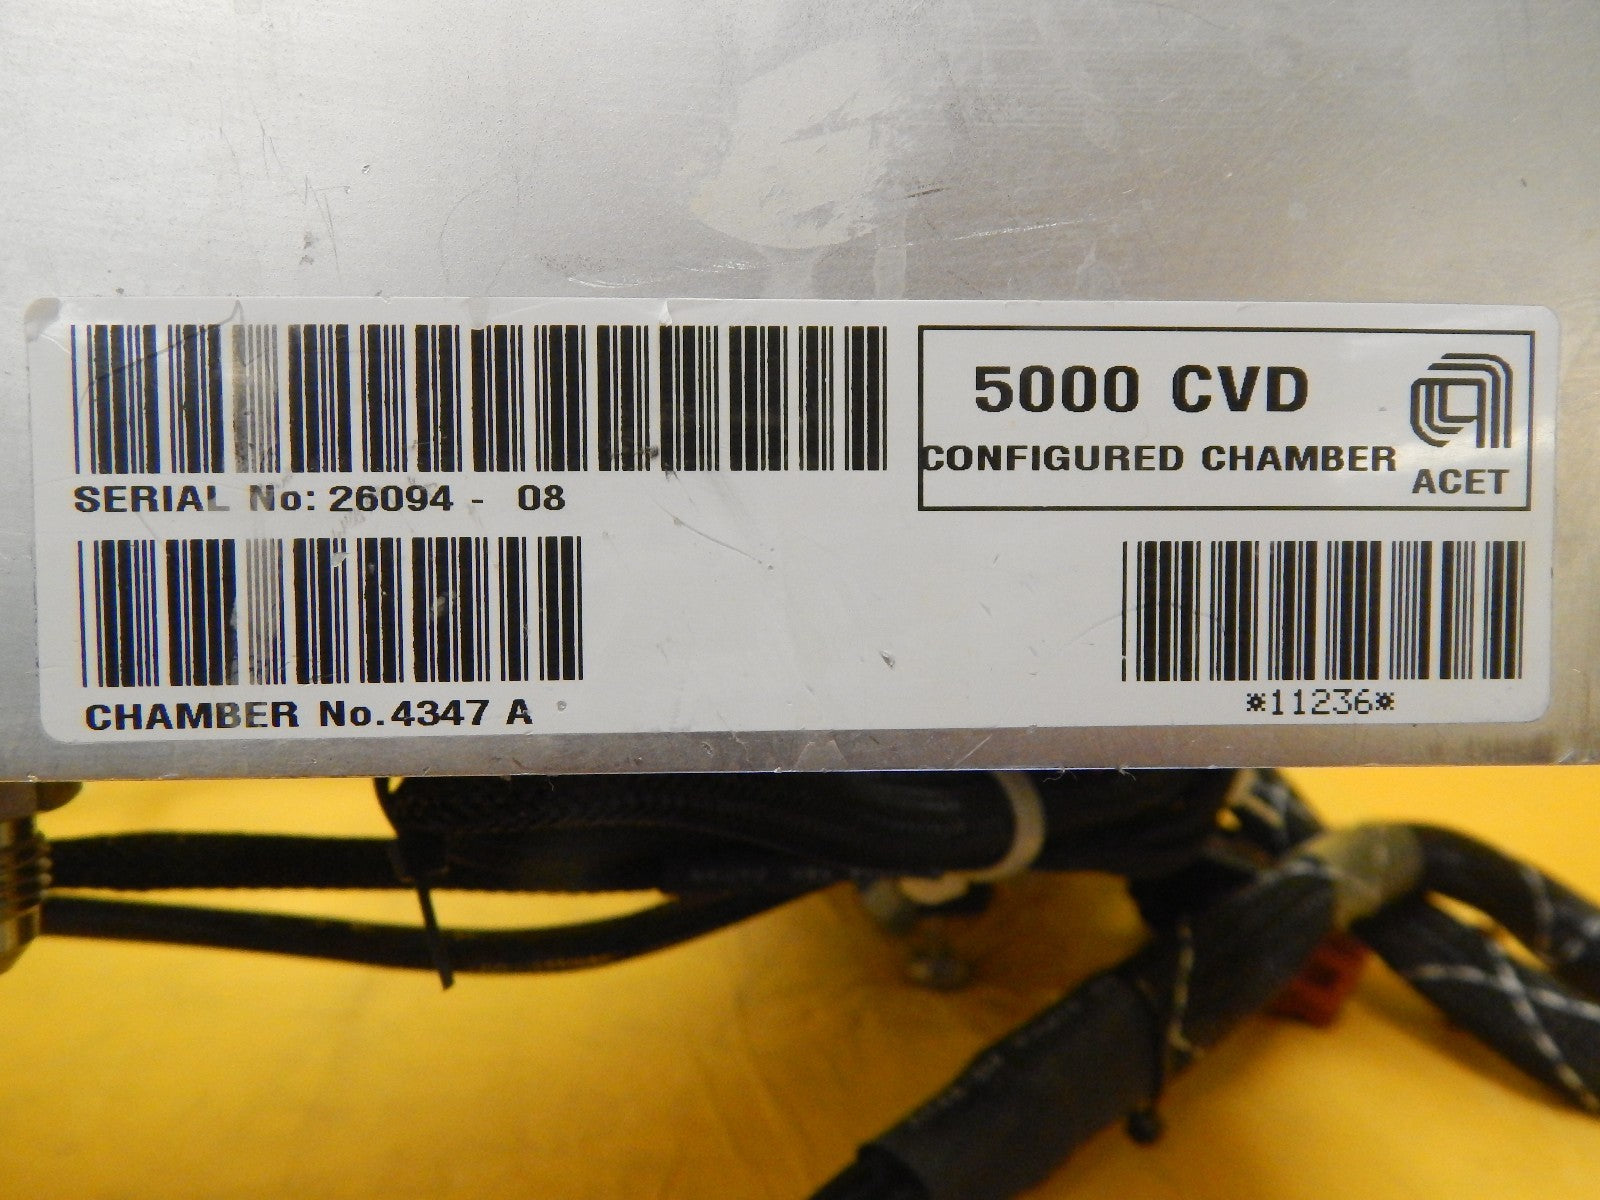 SERIAL No: 26094 - 08
5000 CVD
CONFIGURED CHAMBER
ACET
CHAMBER No. 4347 A
*11236*